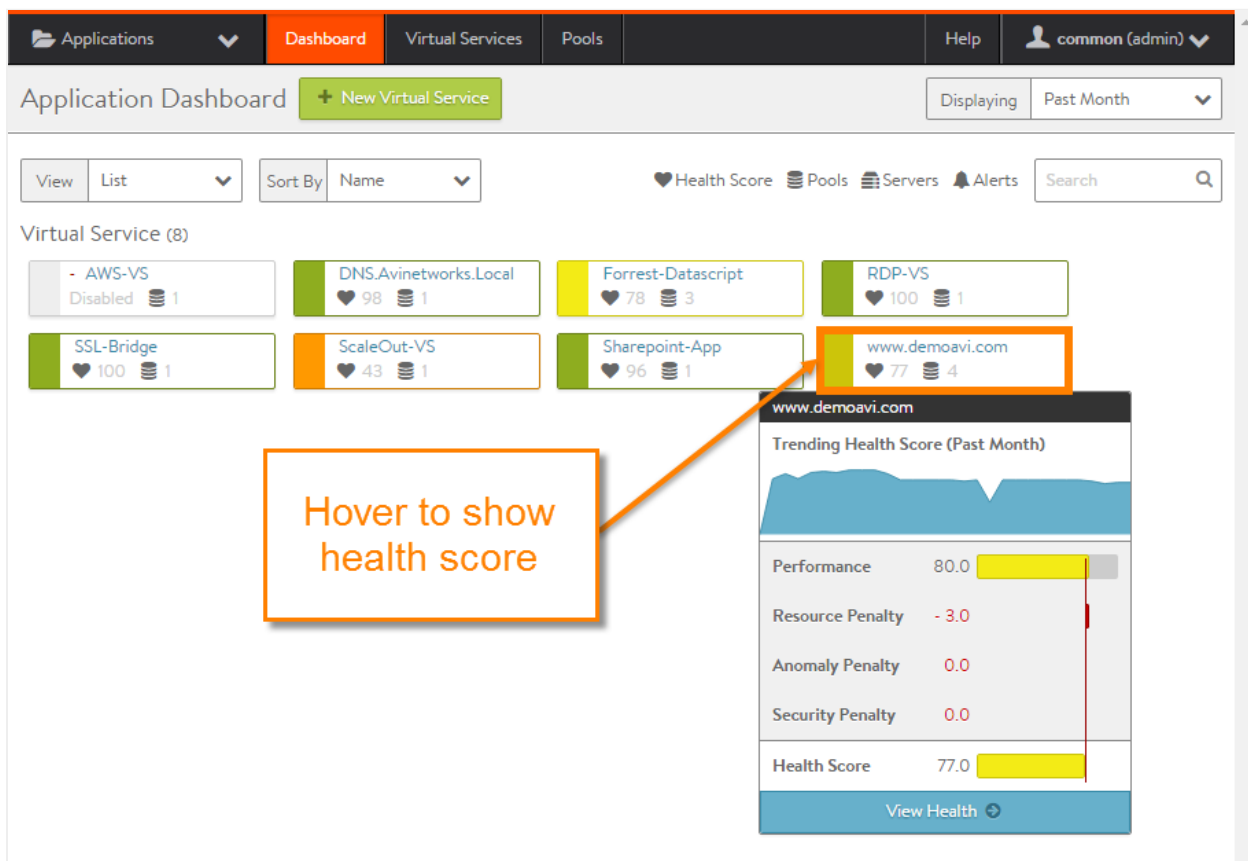 Applications Dashboard Virtual Services Pools Help common (admin)
Application Dashboard + New Virtual Service Displaying Past Month
View List Sort By Name Health Score Pools Servers Alerts Search
Virtual Service (8)
- AWS-VS
Disabled 1
DNS.Avinetworks.Local
98 1
Forrest-Datascript
78 3
RDP-VS
100 1
SSL-Bridge
100 1
ScaleOut-VS
43 1
Sharepoint-App
96 1
www.demoavi.com
77 4
Hover to show
health score
www.demoavi.com
Trending Health Score (Past Month)
Performance 80.0
Resource Penalty - 3.0
Anomaly Penalty 0.0
Security Penalty 0.0
Health Score 77.0
View Health